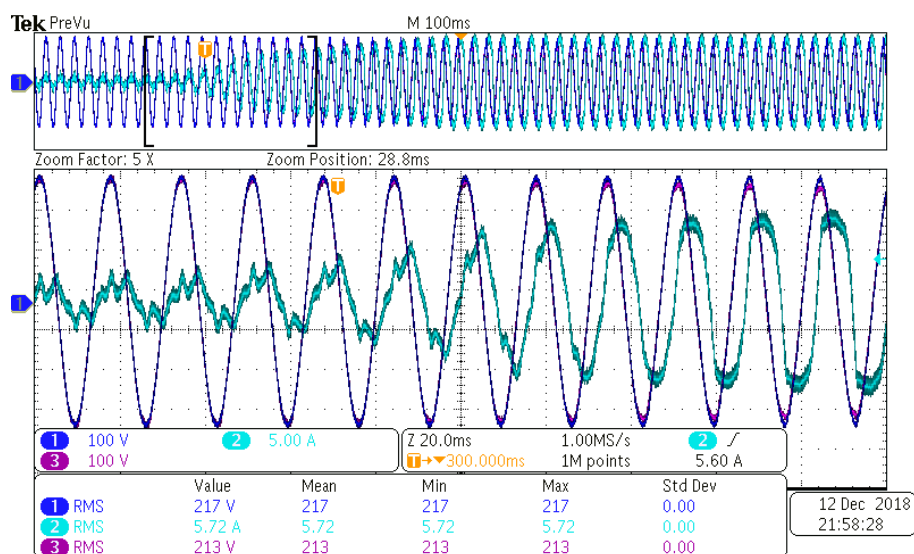 Tek PreVu M 100ms
T
1
Zoom Factor: 5 X Zoom Position: 28.8ms
T
1
1 100 V 2 5.00 A
3 100 V
Z 20.0ms 1.00MS/s 2
T→▼300.000ms 1M points 5.60 A
Value Mean Min Max Std Dev
1 RMS 217 V 217 217 217 0.00
2 RMS 5.72 A 5.72 5.72 5.72 0.00
3 RMS 213 V 213 213 213 0.00
12 Dec 2018
21:58:28